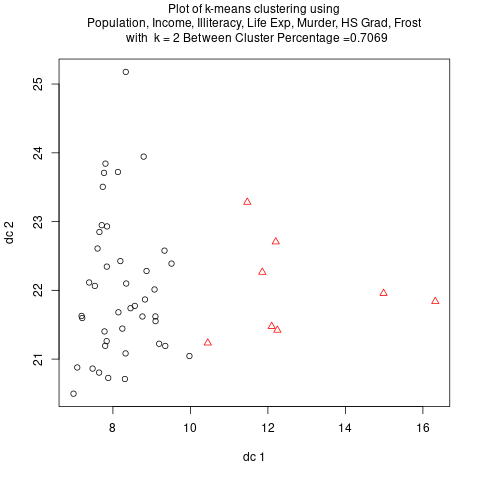 Plot of k-means clustering using
Population, Income, Illiteracy, Life Exp, Murder, HS Grad, Frost
with k = 2 Between Cluster Percentage =0.7069
25
24
23
22
21
dc 2
8 10 12 14 16
dc 1